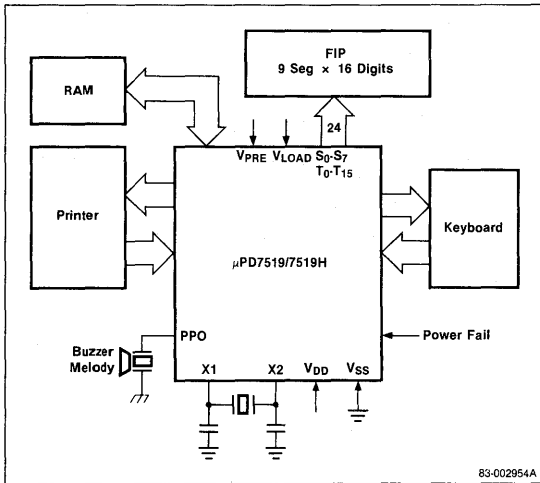 FIP
9 Seg × 16 Digits
RAM
24
VPRE
VLOAD
S0-S7
T0-T15
Printer
Keyboard
μPD7519/7519H
PPO
Power Fail
Buzzer
Melody
X1
X2
VDD
VSS
83-002954A